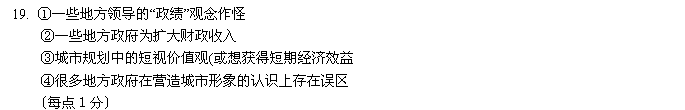 19. ①一些地方领导的“政绩”观念作怪
②一些地方政府为扩大财政收入
③城市规划中的短视价值观(或想获得短期经济效益
④很多地方政府在营造城市形象的认识上存在误区
〔每点1分〕